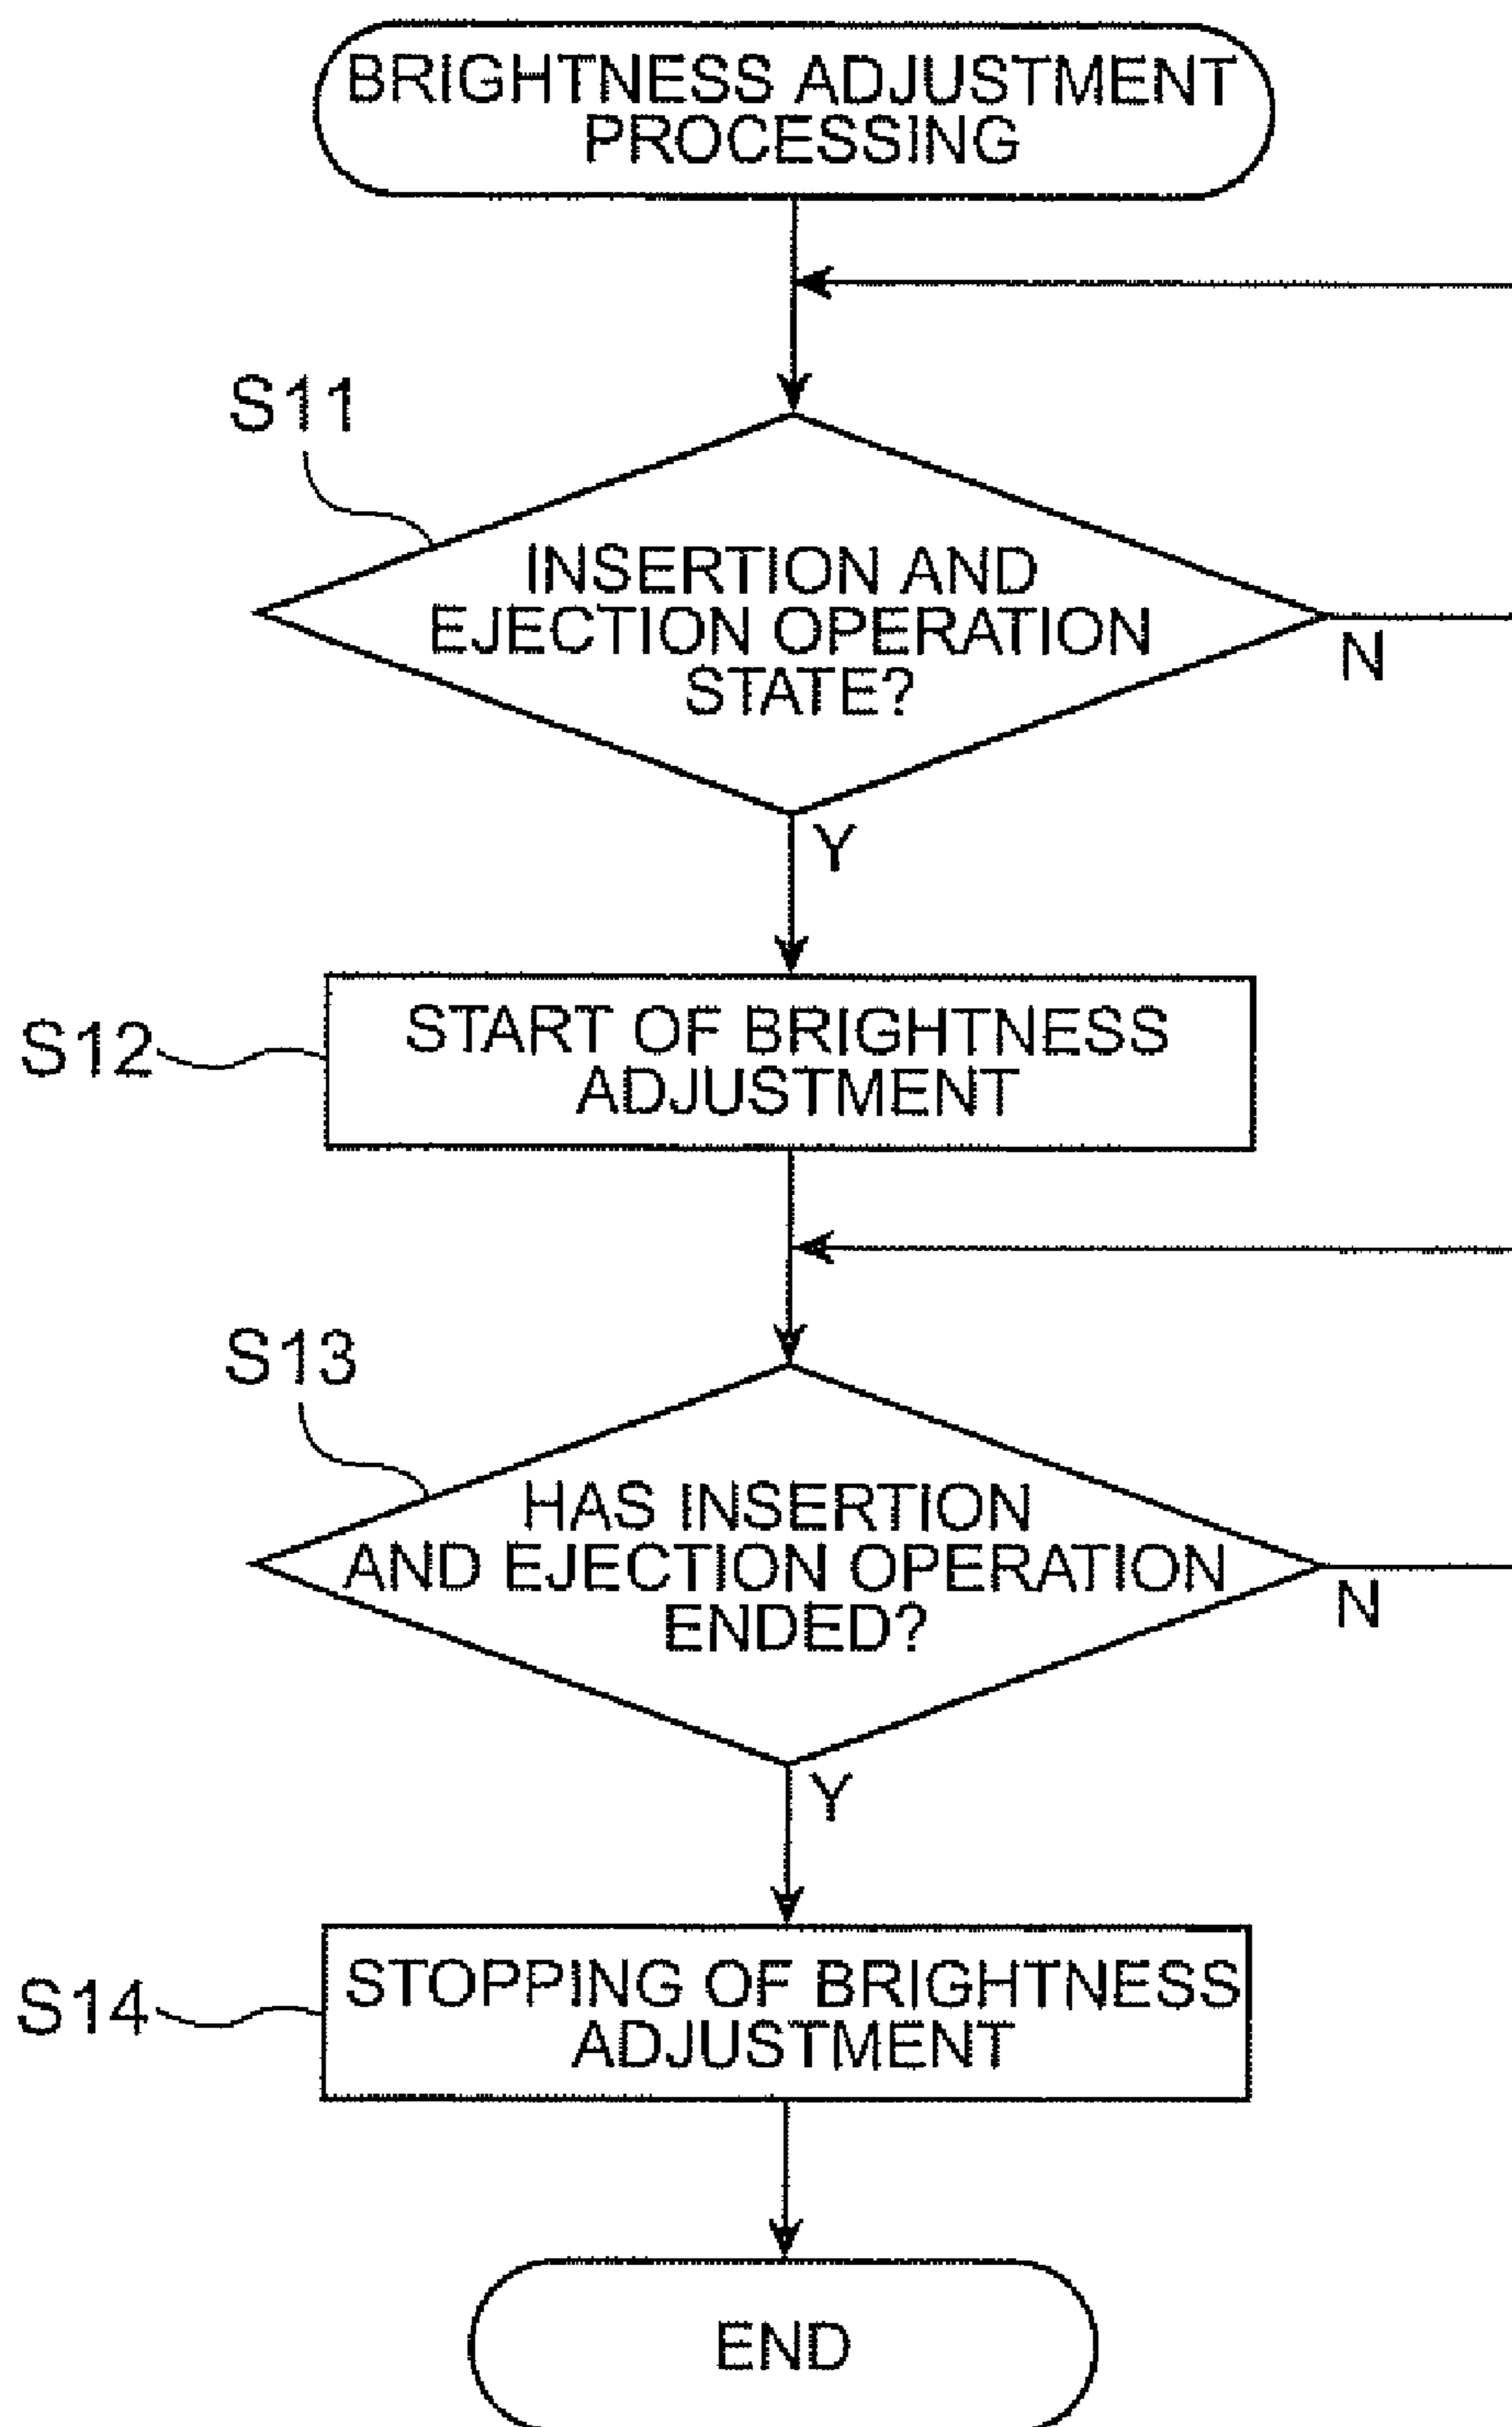 BRIGHTNESS ADJUSTMENT
PROCESSING
S11
INSERTION AND
EJECTION OPERATION
STATE?
N
Y
S12
START OF BRIGHTNESS
ADJUSTMENT
S13
HAS INSERTION
AND EJECTION OPERATION
ENDED?
N
Y
S14
STOPPING OF BRIGHTNESS
ADJUSTMENT
END